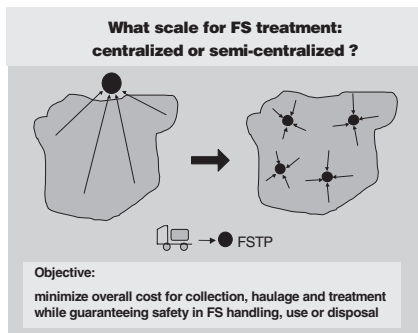 What scale for FS treatment:
centralized or semi-centralized ?
FSTP
Objective:
minimize overall cost for collection, haulage and treatment
while guaranteeing safety in FS handling, use or disposal